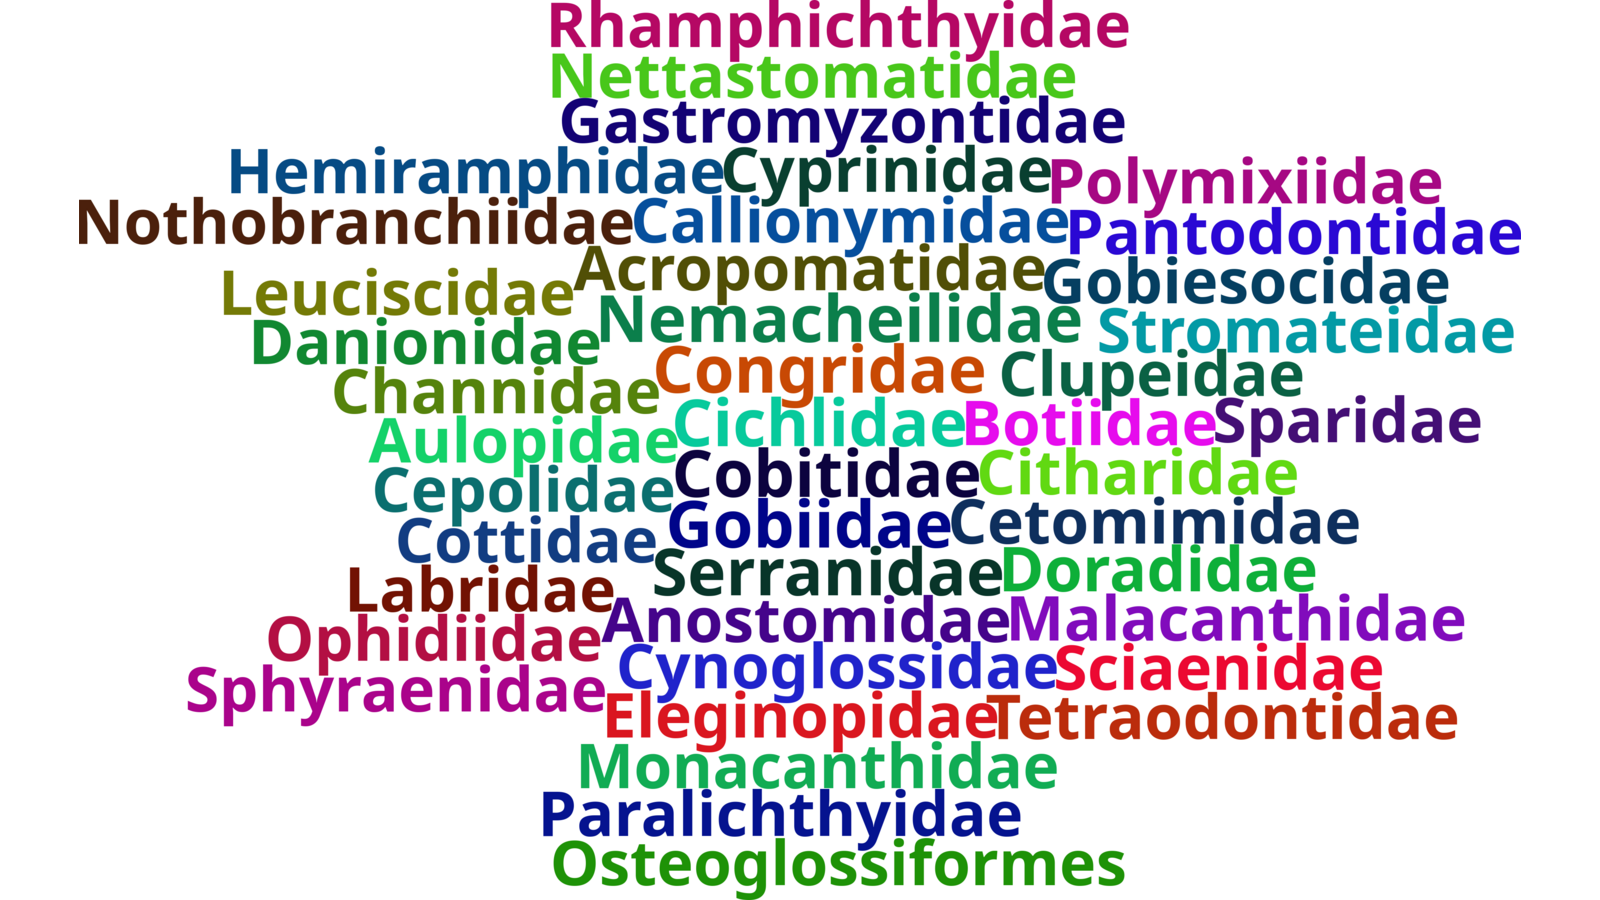 Rhamphichthyidae
Nettastomatidae
Gastromyzontidae
Hemiramphidae Cyprinidae Polymixiidae
Nothobranchiidae Callionymidae Pantodontidae
Leuciscidae Acropomatidae Gobiesocidae
Danionidae Nemacheilidae Stromateidae
Channidae Congridae Clupeidae
Aulopidae Cichlidae Botiidae Sparidae
Cepolidae Cobitidae Citharidae
Cottidae Gobiidae Cetomimidae
Labridae Serranidae Doradidae
Ophidiidae Anostomidae Malacanthidae
Sphyraenidae Cynoglossidae Sciaenidae
Eleginopidae Tetraodontidae
Monacanthidae
Paralichthyidae
Osteoglossiformes